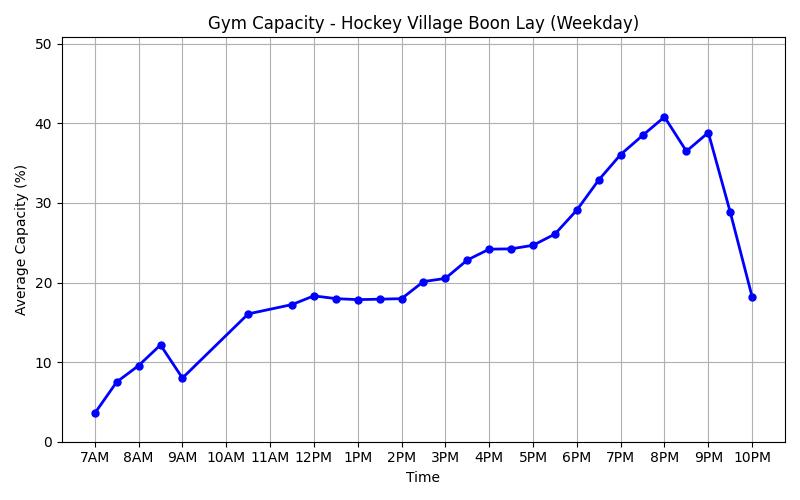 Gym Capacity - Hockey Village Boon Lay (Weekday)
50
40
30
20
10
0
Average Capacity (%)
7AM 8AM 9AM 10AM 11AM 12PM 1PM 2PM 3PM 4PM 5PM 6PM 7PM 8PM 9PM 10PM
Time